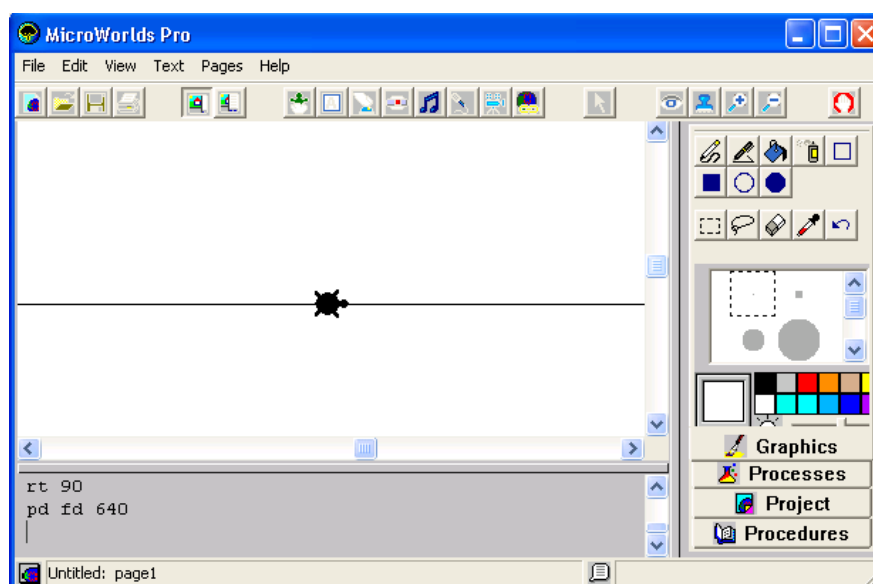 MicroWorlds Pro
File Edit View Text Pages Help
A
Graphics
Processes
Project
Procedures
rt 90
pd fd 640
Untitled: page1